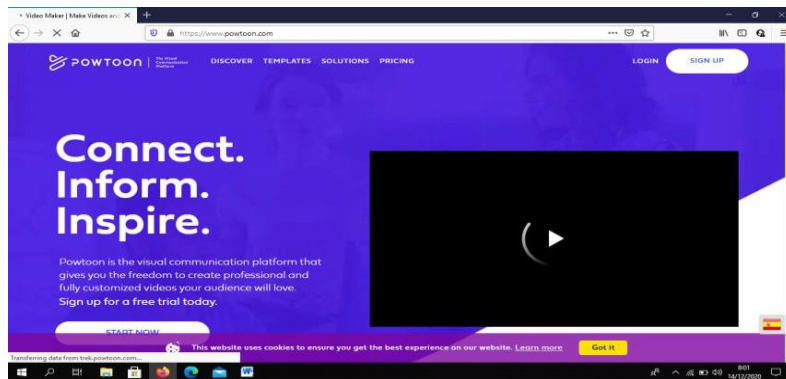 Video Maker | Make Videos and
https://www.powtoon.com
POWTOON | The Visual Communication Platform
DISCOVER TEMPLATES SOLUTIONS PRICING
LOGIN
SIGN UP
Connect.
Inform.
Inspire.
Powtoon is the visual communication platform that
gives you the freedom to create professional and
fully customized videos your audience will love.
Sign up for a free trial today.
START NOW
This website uses cookies to ensure you get the best experience on our website. Learn more
Got it
Transferring data from trek.powtoon.com...
8:01
14/12/2020